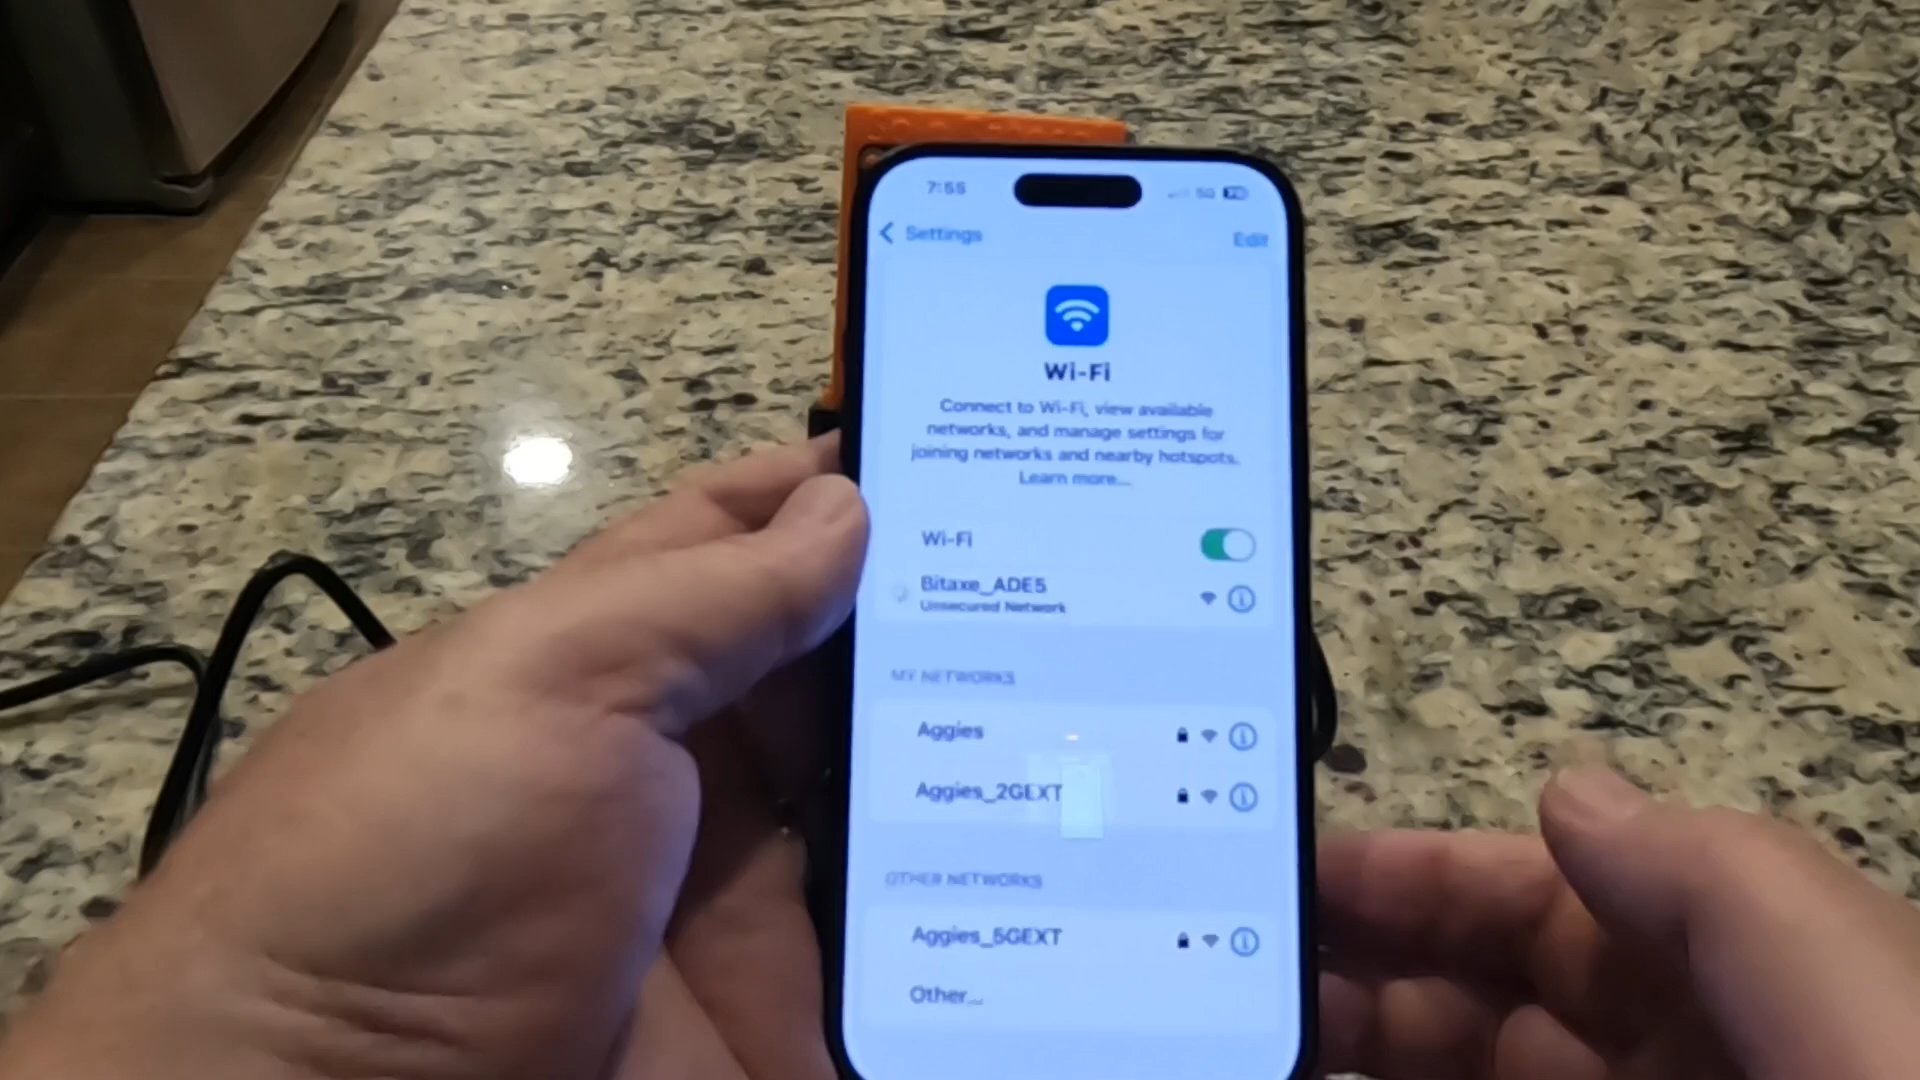 7:55
5G
Settings
Edit
Wi-Fi
Connect to Wi-Fi, view available
networks, and manage settings for
joining networks and nearby hotspots.
Learn more...
Wi-Fi
Bitaxe_ADE5
Unsecured Network
MY NETWORKS
Aggies
Aggies_2GEXT
OTHER NETWORKS
Aggies_5GEXT
Other...